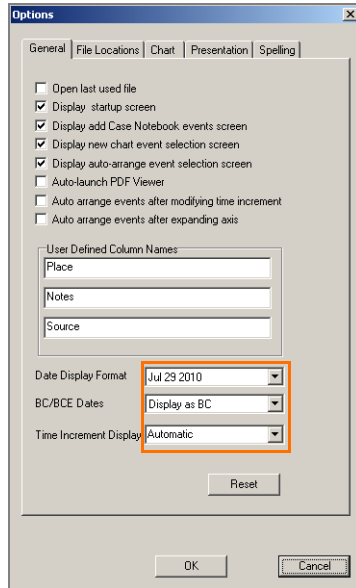 Options
General File Locations Chart Presentation Spelling
Open last used file
Display startup screen
Display add Case Notebook events screen
Display new chart event selection screen
Display auto-arrange event selection screen
Auto-launch PDF Viewer
Auto arrange events after modifying time increment
Auto arrange events after expanding axis
User Defined Column Names
Place
Notes
Source
Date Display Format Jul 29 2010
BC/BCE Dates Display as BC
Time Increment Display Automatic
Reset
OK Cancel